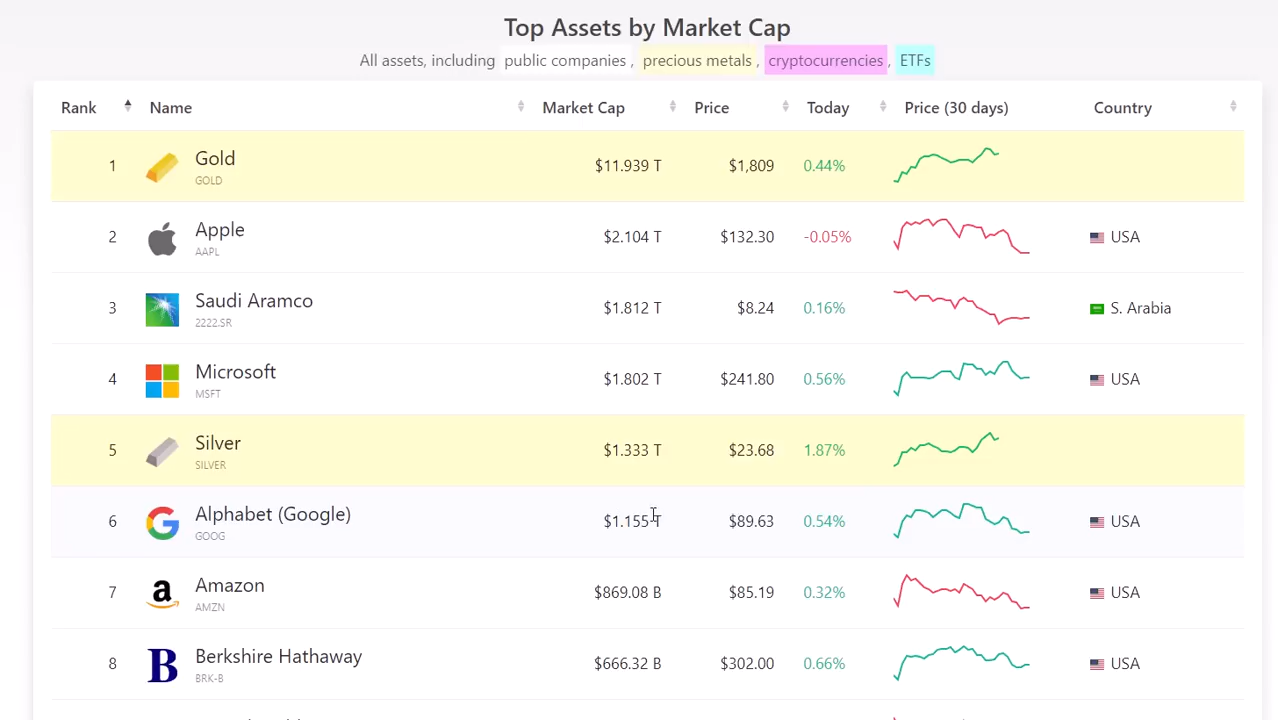 Top Assets by Market Cap
All assets, including public companies , precious metals , cryptocurrencies , ETFs
Rank Name Market Cap Price Today Price (30 days) Country
1 Gold $11.939 T $1,809 0.44%
GOLD
2 Apple $2.104 T $132.30 -0.05% USA
AAPL
3 Saudi Aramco $1.812 T $8.24 0.16% S. Arabia
2222.SR
4 Microsoft $1.802 T $241.80 0.56% USA
MSFT
5 Silver $1.333 T $23.68 1.87%
SILVER
6 Alphabet (Google) $1.155 T $89.63 0.54% USA
GOOG
7 Amazon $869.08 B $85.19 0.32% USA
AMZN
8 Berkshire Hathaway $666.32 B $302.00 0.66% USA
BRK-B